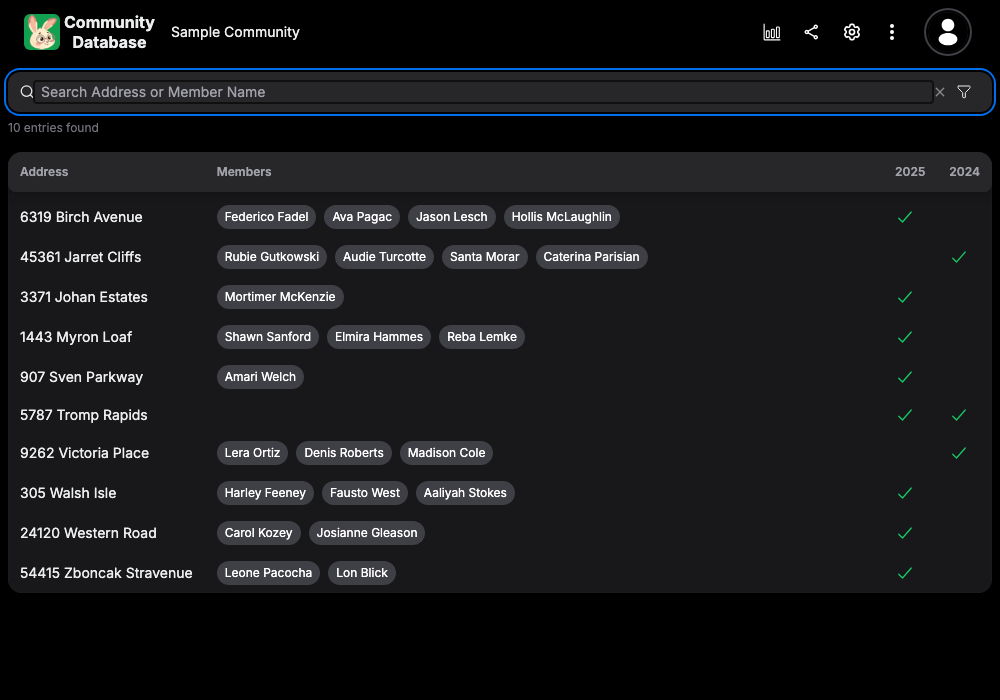 Community
Database
Sample Community
Search Address or Member Name
10 entries found
Address Members 2025 2024
6319 Birch Avenue Federico Fadel Ava Pagac Jason Lesch Hollis McLaughlin
45361 Jarret Cliffs Rubie Gutkowski Audie Turcotte Santa Morar Caterina Parisian
3371 Johan Estates Mortimer McKenzie
1443 Myron Loaf Shawn Sanford Elmira Hammes Reba Lemke
907 Sven Parkway Amari Welch
5787 Tromp Rapids
9262 Victoria Place Lera Ortiz Denis Roberts Madison Cole
305 Walsh Isle Harley Feeney Fausto West Aaliyah Stokes
24120 Western Road Carol Kozey Josianne Gleason
54415 Zboncak Stravenue Leone Pacocha Lon Blick